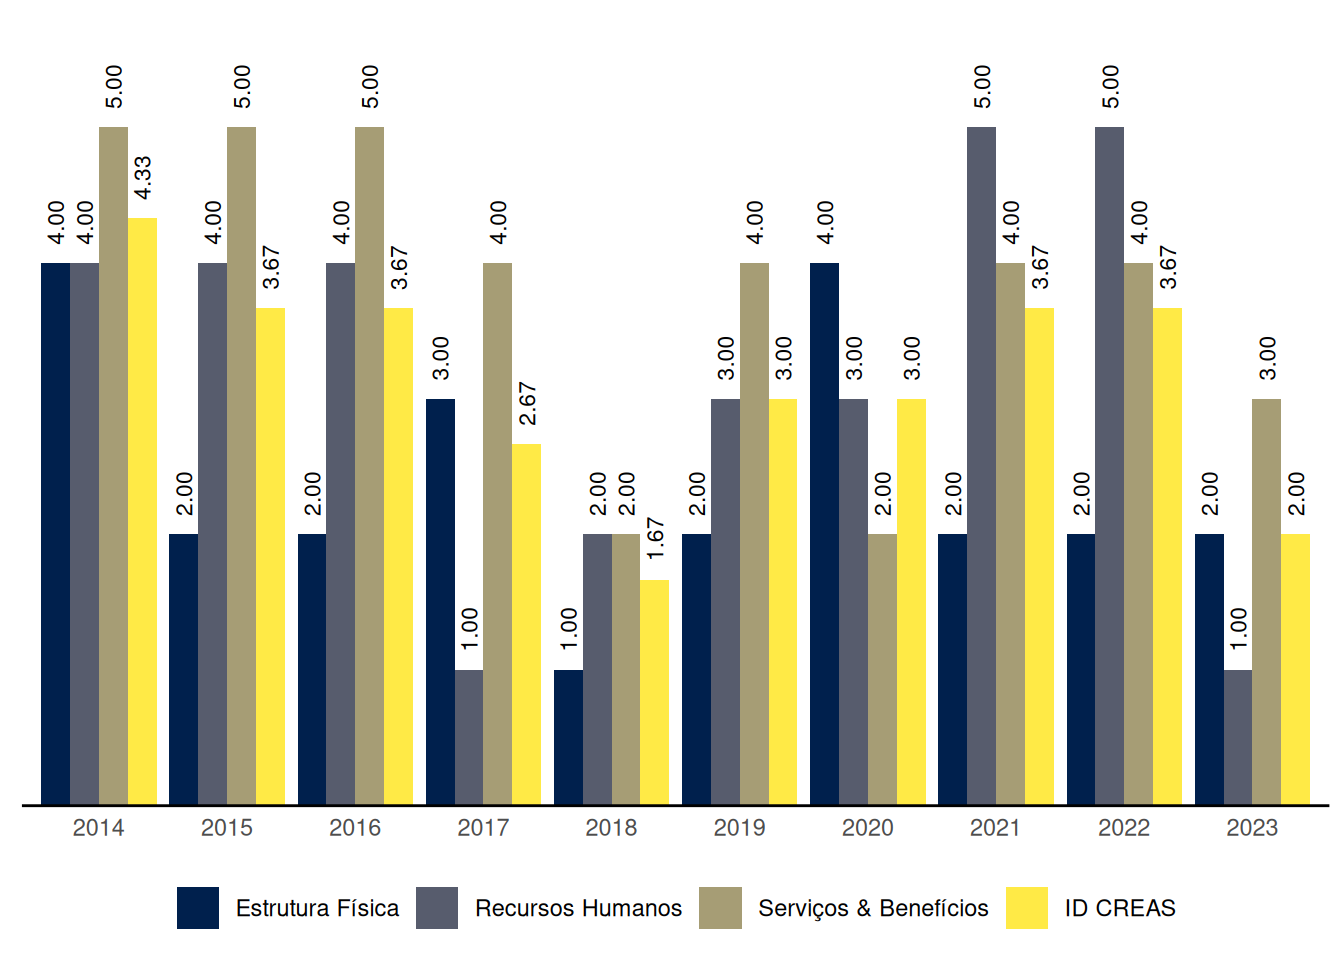 4.00 4.00 5.00 4.33
2.00 4.00 5.00 3.67
2.00 4.00 5.00 3.67
3.00 1.00 4.00 2.67
1.00 2.00 2.00 1.67
2.00 3.00 4.00 3.00
4.00 3.00 2.00 3.00
2.00 5.00 4.00 3.67
2.00 5.00 4.00 3.67
2.00 1.00 3.00 2.00
2014 2015 2016 2017 2018 2019 2020 2021 2022 2023
Estrutura Física Recursos Humanos Serviços & Benefícios ID CREAS